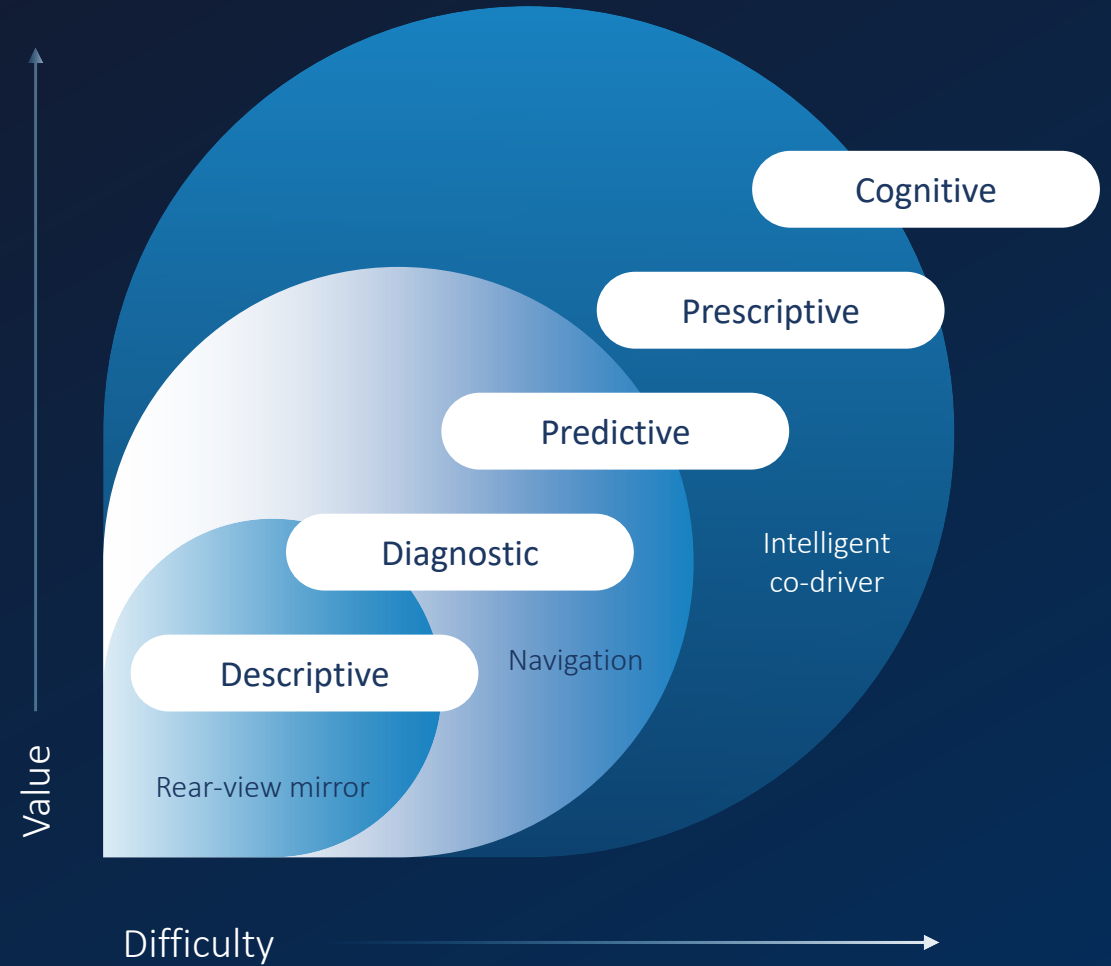 Cognitive
Prescriptive
Predictive
Diagnostic
Intelligent
co-driver
Navigation
Descriptive
Rear-view mirror
Value
Difficulty